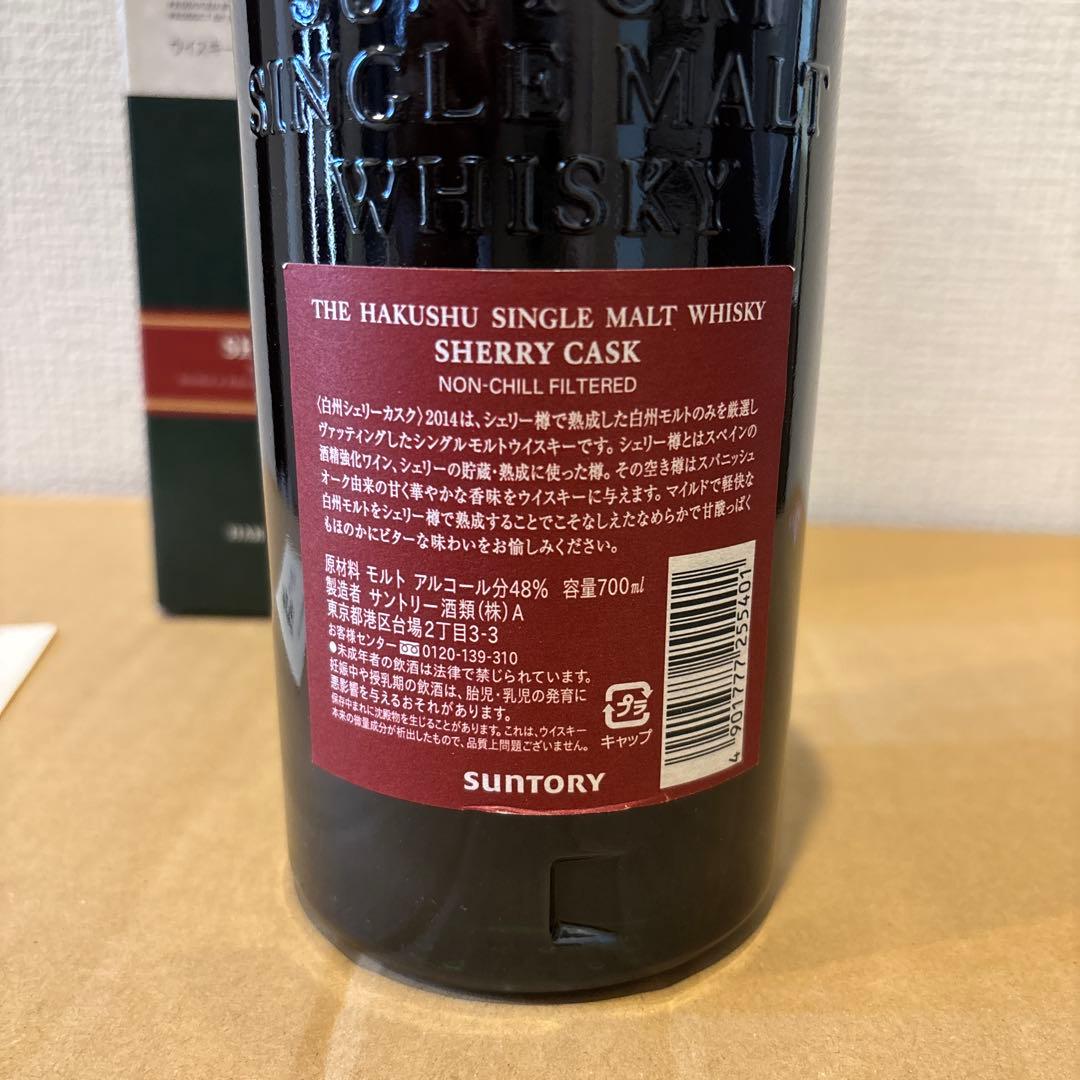 SINGLE MALT
WHISKY
THE HAKUSHU SINGLE MALT WHISKY
SHERRY CASK
NON-CHILL FILTERED
〈白州シェリーカスク〉2014は、シェリー樽で熟成した白州モルトのみを厳選し
ヴァッティングしたシングルモルトウイスキーです。シェリー樽とはスペインの
酒精強化ワイン、シェリーの貯蔵・熟成に使った樽。その空き樽はスパニッシュ
オーク由来の甘く華やかな香味をウイスキーに与えます。マイルドで軽快な
白州モルトをシェリー樽で熟成することでこそなしえたなめらかで甘酸っぱく
もほのかにビターな味わいをお愉しみください。
原材料 モルト アルコール分48% 容量700㎖
製造者 サントリー酒類(株)A
東京都港区台場2丁目3-3
お客様センター 0120-139-310
●未成年者の飲酒は法律で禁じられています。
妊娠中や授乳期の飲酒は、胎児・乳児の発育に
悪影響を与えるおそれがあります。
保存中まれに沈殿物を生じることがあります。これは、ウイスキー
本来の微量成分が析出したもので、品質上問題ございません。
プラ
キャップ
4 901777 255401
SUNTORY
ウイスキー